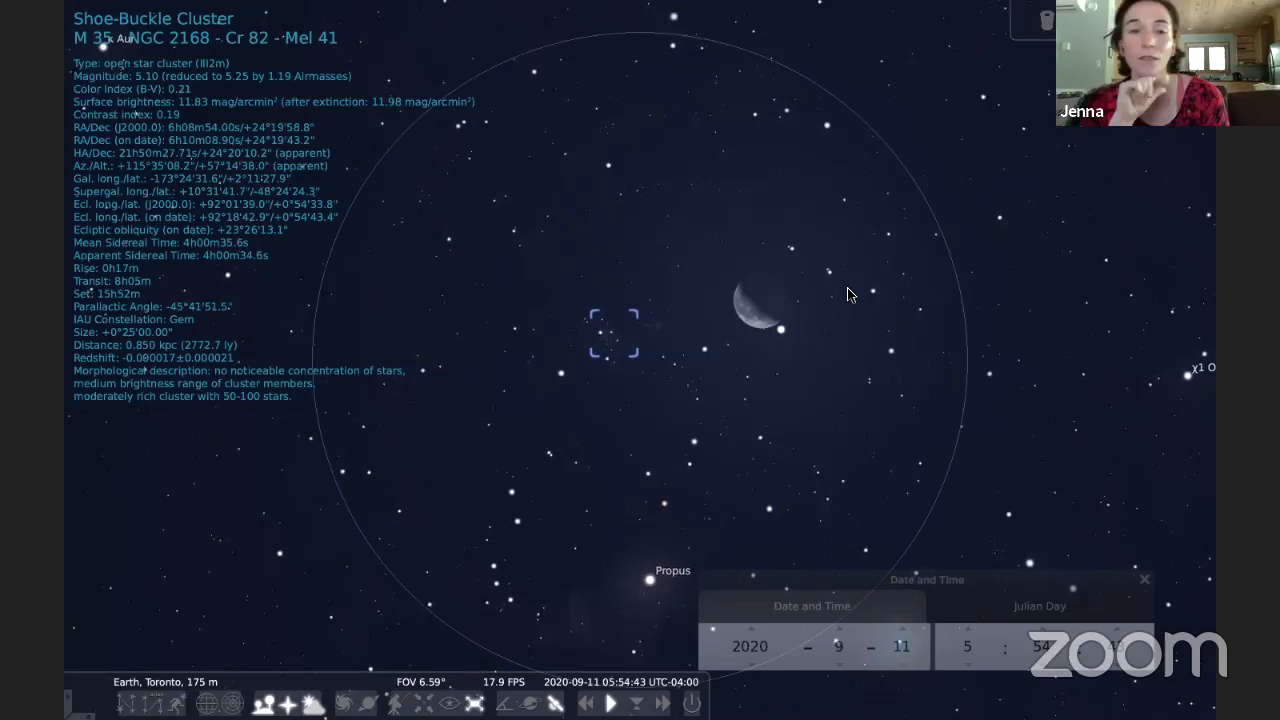 Shoe-Buckle Cluster
M 35 - NGC 2168 - Cr 82 - Mel 41
κ Aur
Type: open star cluster (III2m)
Magnitude: 5.10 (reduced to 5.25 by 1.19 Airmasses)
Color Index (B-V): 0.21
Surface brightness: 11.83 mag/arcmin² (after extinction: 11.98 mag/arcmin²)
Contrast index: 0.19
RA/Dec (J2000.0): 6h08m54.00s/+24°19'58.8"
RA/Dec (on date): 6h10m08.90s/+24°19'43.2"
HA/Dec: 21h50m27.71s/+24°20'10.2" (apparent)
Az./Alt.: +115°35'08.2"/+57°14'38.0" (apparent)
Gal. long./lat.: -173°24'31.6"/+2°11'27.9"
Supergal. long./lat.: +10°31'41.7"/-48°24'24.3"
Ecl. long./lat. (J2000.0): +92°01'39.0"/+0°54'33.8"
Ecl. long./lat. (on date): +92°18'42.9"/+0°54'43.4"
Ecliptic obliquity (on date): +23°26'13.1"
Mean Sidereal Time: 4h00m35.6s
Apparent Sidereal Time: 4h00m34.6s
Rise: 0h17m
Transit: 8h05m
Set: 15h52m
Parallactic Angle: -45°41'51.5"
IAU Constellation: Gem
Size: +0°25'00.00"
Distance: 0.850 kpc (2772.7 ly)
Redshift: -0.000017±0.000021
Morphological description: no noticeable concentration of stars,
medium brightness range of cluster members,
moderately rich cluster with 50-100 stars.
Jenna
χ1 O
Propus
Date and Time
Date and Time Julian Day
2020 - 9 - 11 5 : 54 : 43
zoom
Earth, Toronto, 175 m FOV 6.59° 17.9 FPS 2020-09-11 05:54:43 UTC-04:00